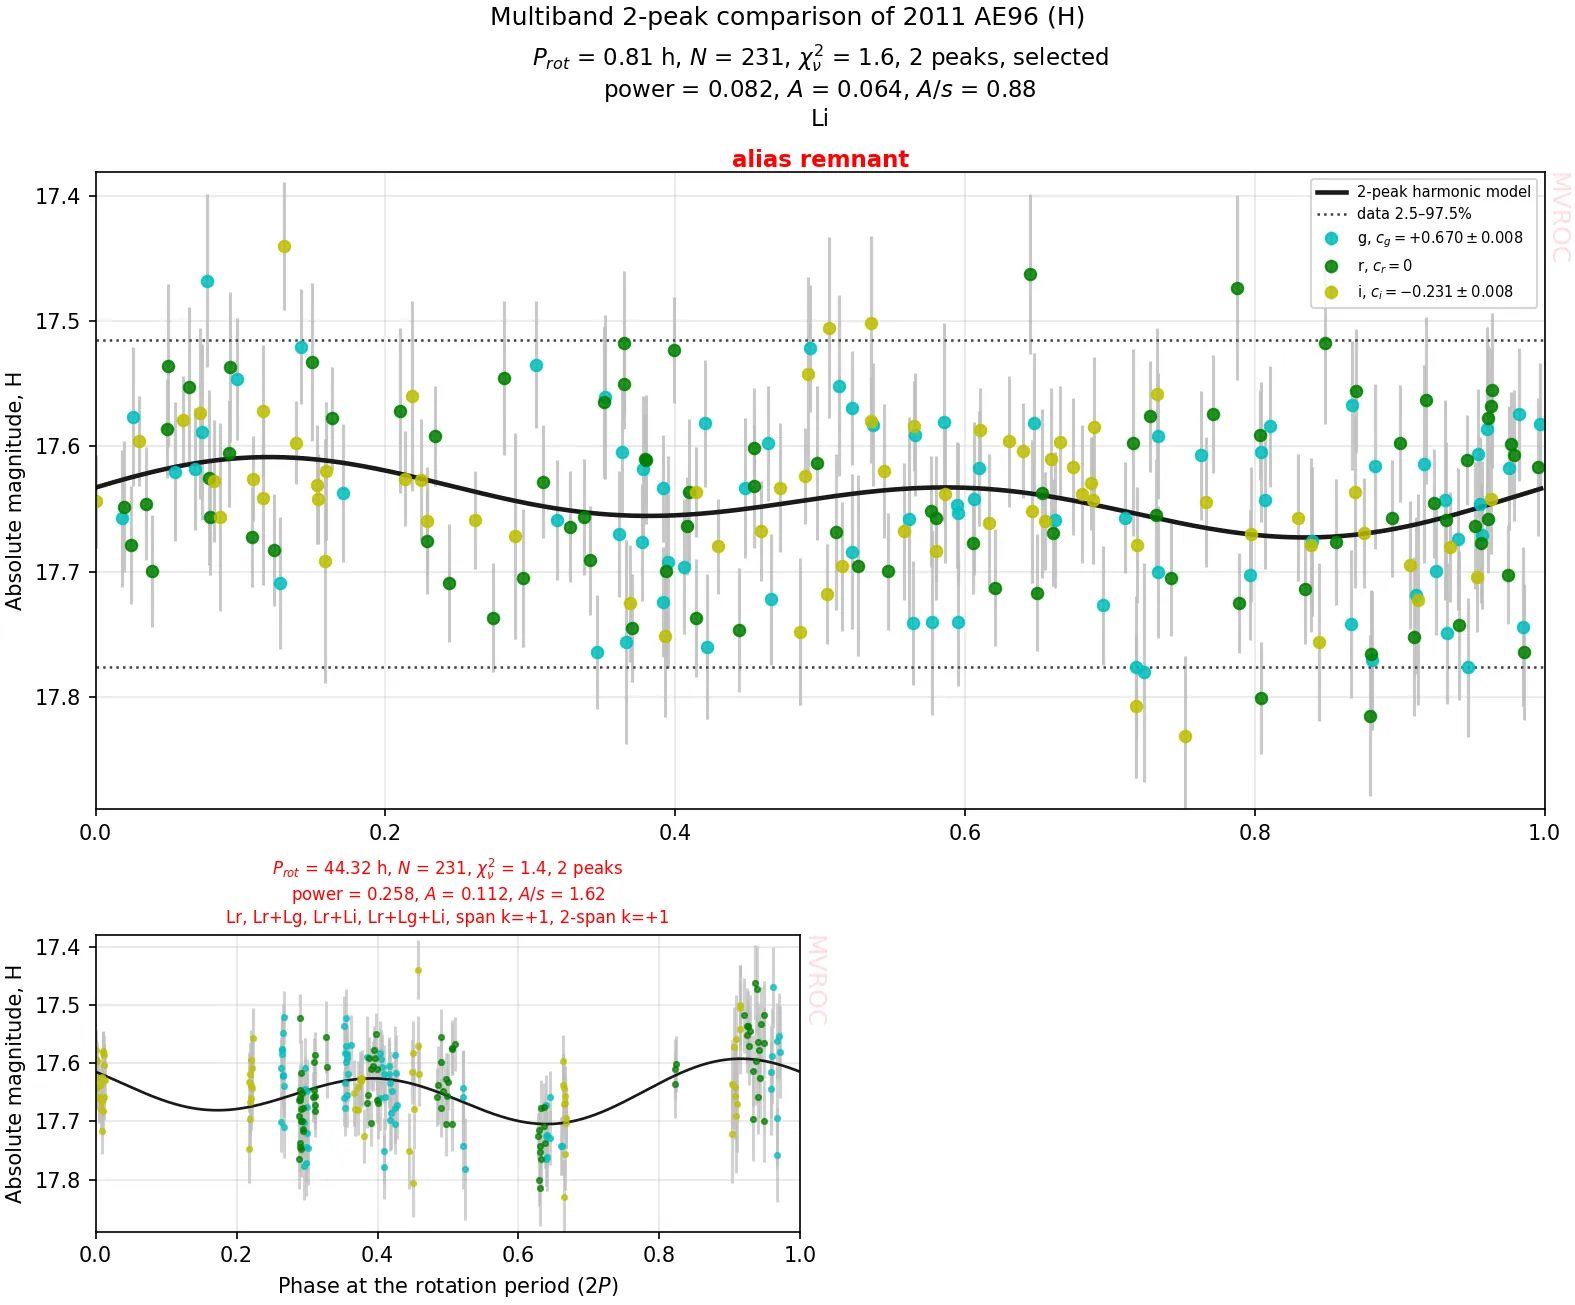 Multiband 2-peak comparison of 2011 AE96 (H)
P_rot = 0.81 h, N = 231, χ²_ν = 1.6, 2 peaks, selected
power = 0.082, A = 0.064, A/s = 0.88
Li
alias remnant
2-peak harmonic model
data 2.5–97.5%
g, c_g = +0.670 ± 0.008
r, c_r = 0
i, c_i = −0.231 ± 0.008
MVROC
Absolute magnitude, H
17.4
17.5
17.6
17.7
17.8
0.0 0.2 0.4 0.6 0.8 1.0
P_rot = 44.32 h, N = 231, χ²_ν = 1.4, 2 peaks
power = 0.258, A = 0.112, A/s = 1.62
Lr, Lr+Lg, Lr+Li, Lr+Lg+Li, span k=+1, 2-span k=+1
MVROC
Absolute magnitude, H
17.4
17.5
17.6
17.7
17.8
0.0 0.2 0.4 0.6 0.8 1.0
Phase at the rotation period (2P)